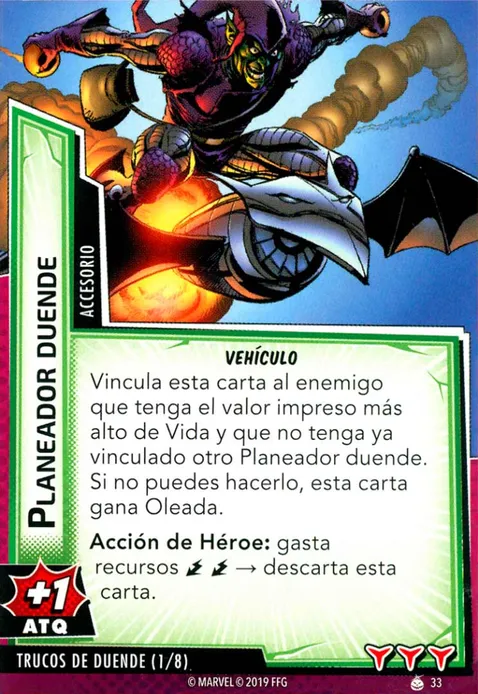 PLANEADOR DUENDE
ACCESORIO
VEHÍCULO
Vincula esta carta al enemigo
que tenga el valor impreso más
alto de Vida y que no tenga ya
vinculado otro Planeador duende.
Si no puedes hacerlo, esta carta
gana Oleada.
Acción de Héroe: gasta
recursos → descarta esta
carta.
+1
ATQ
TRUCOS DE DUENDE (1/8)
© MARVEL © 2019 FFG
33